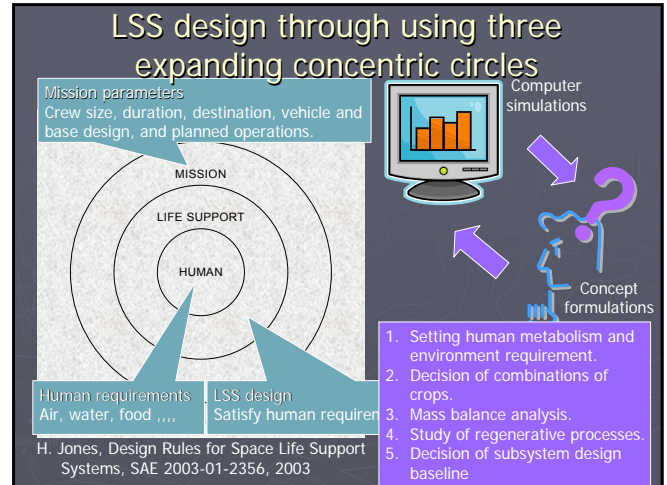 LSS design through using three
expanding concentric circles
Mission parameters
Crew size, duration, destination, vehicle and
base design, and planned operations.
MISSION
LIFE SUPPORT
HUMAN
Human requirements
Air, water, food ,,,,
LSS design
Satisfy human
H. Jones, Design Rules for Space Life Support
Systems, SAE 2003-01-2356, 2003
Computer
simulations
Concept
formulations
1. Setting human metabolism and
environment requirement.
2. Decision of combinations of
crops.
3. Mass balance analysis.
4. Study of regenerative processes.
5. Decision of subsystem design
baseline